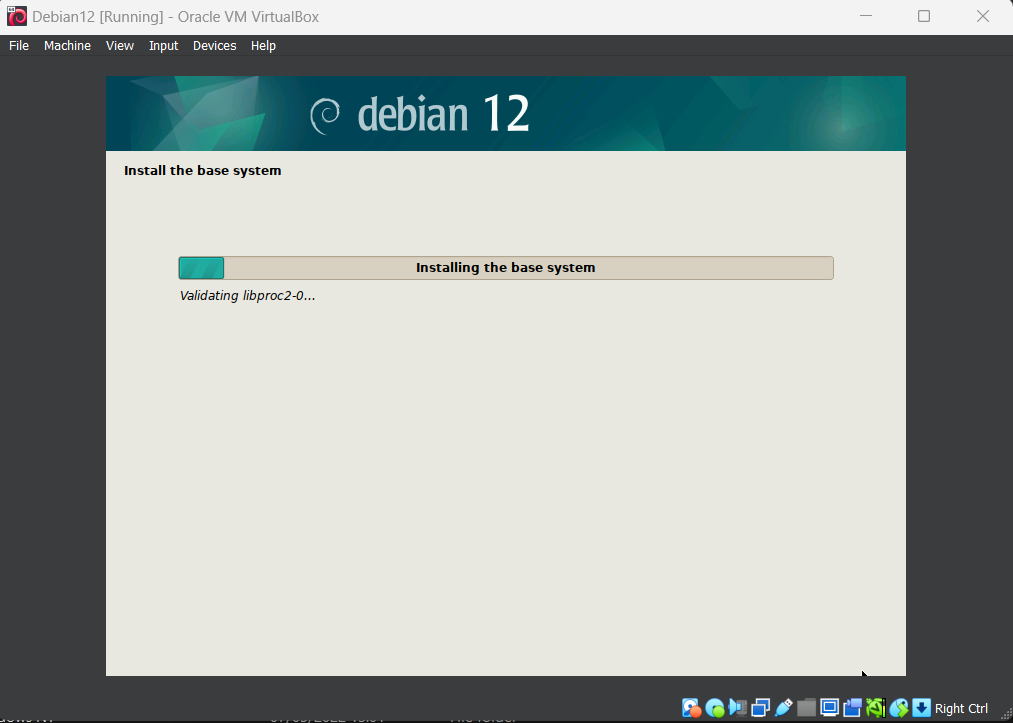 Debian12 [Running] - Oracle VM VirtualBox
File Machine View Input Devices Help
debian 12
Install the base system
Installing the base system
Validating libproc2-0...
Right Ctrl